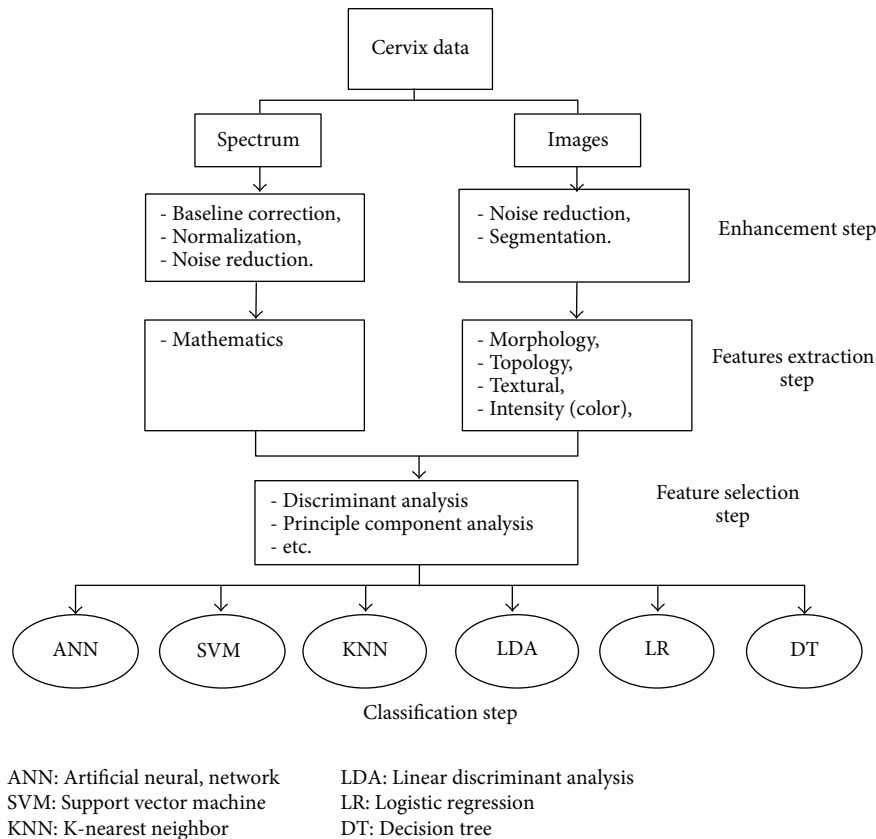 Cervix data
Spectrum
Images
- Baseline correction,
- Normalization,
- Noise reduction.
- Noise reduction,
- Segmentation.
Enhancement step
- Mathematics
- Morphology,
- Topology,
- Textural,
- Intensity (color),
Features extraction
step
- Discriminant analysis
- Principle component analysis
- etc.
Feature selection
step
ANN
SVM
KNN
LDA
LR
DT
Classification step
ANN: Artificial neural, network
SVM: Support vector machine
KNN: K-nearest neighbor
LDA: Linear discriminant analysis
LR: Logistic regression
DT: Decision tree